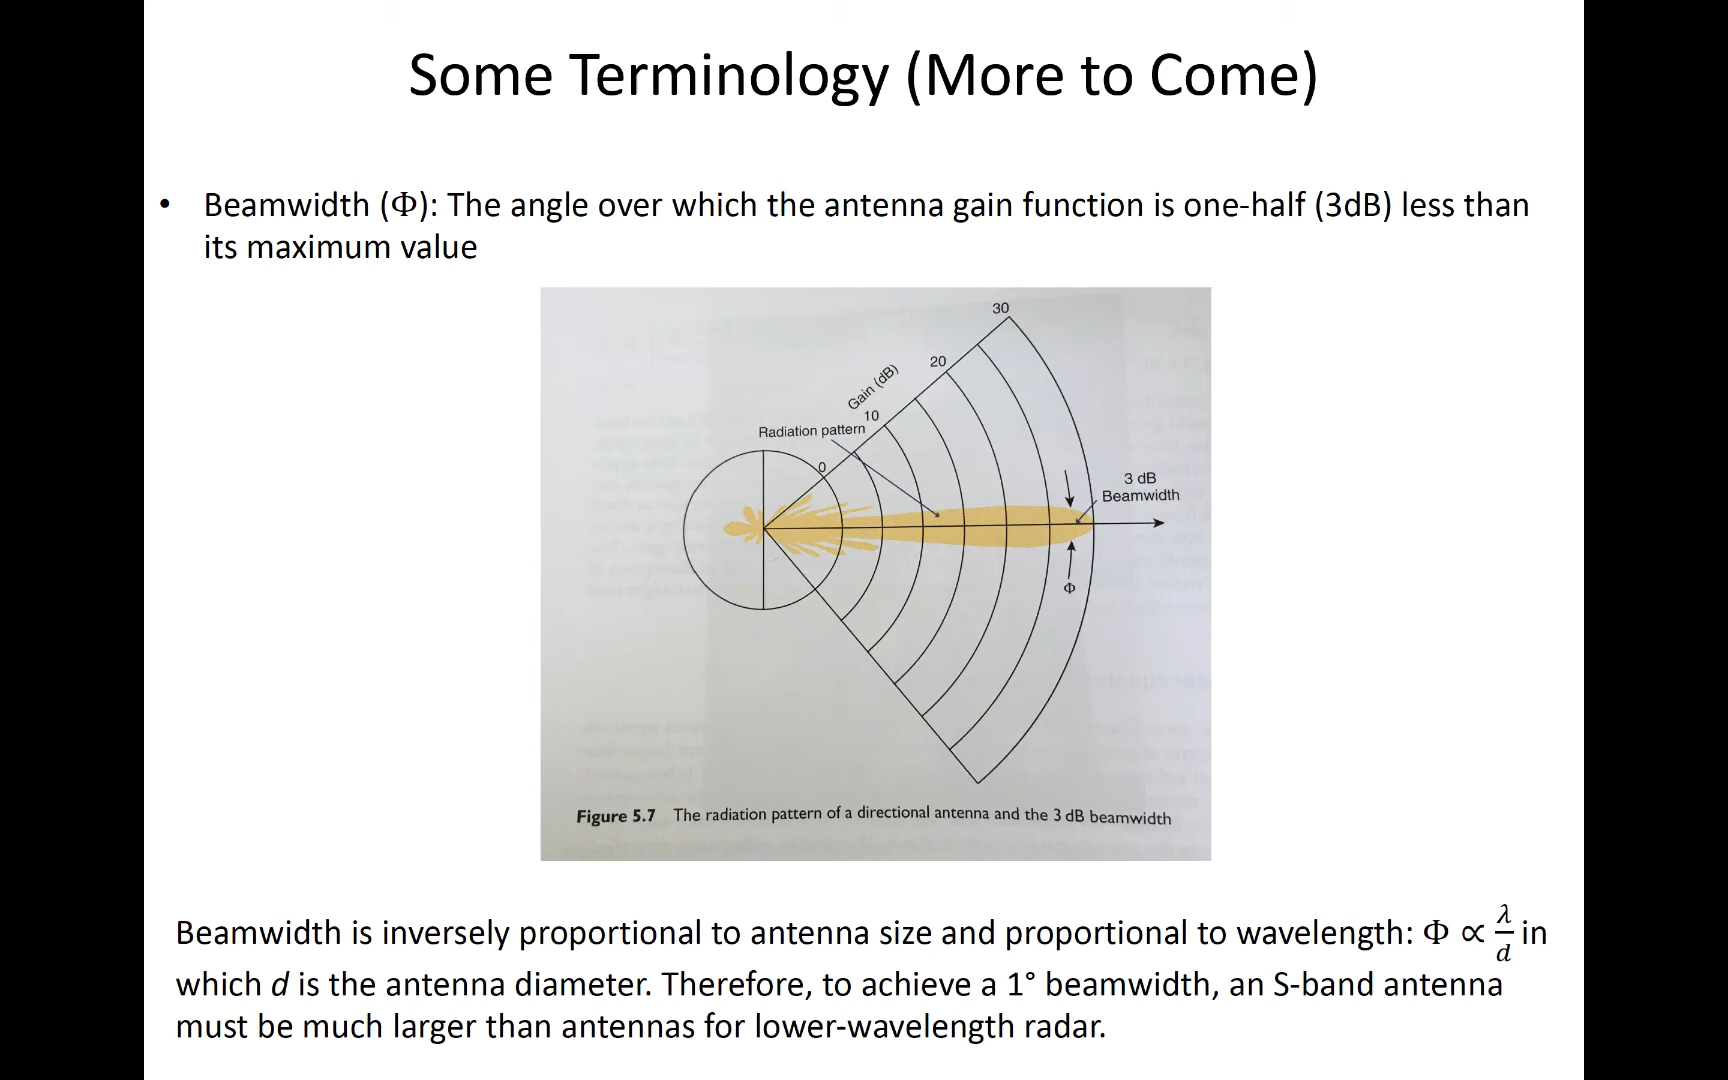 Some Terminology (More to Come)
• Beamwidth (Φ): The angle over which the antenna gain function is one-half (3dB) less than
its maximum value
30
20
Gain (dB)
10
Radiation pattern
0
3 dB
Beamwidth
Φ
Figure 5.7 The radiation pattern of a directional antenna and the 3 dB beamwidth
Beamwidth is inversely proportional to antenna size and proportional to wavelength: Φ ∝ λ/d in
which d is the antenna diameter. Therefore, to achieve a 1° beamwidth, an S-band antenna
must be much larger than antennas for lower-wavelength radar.